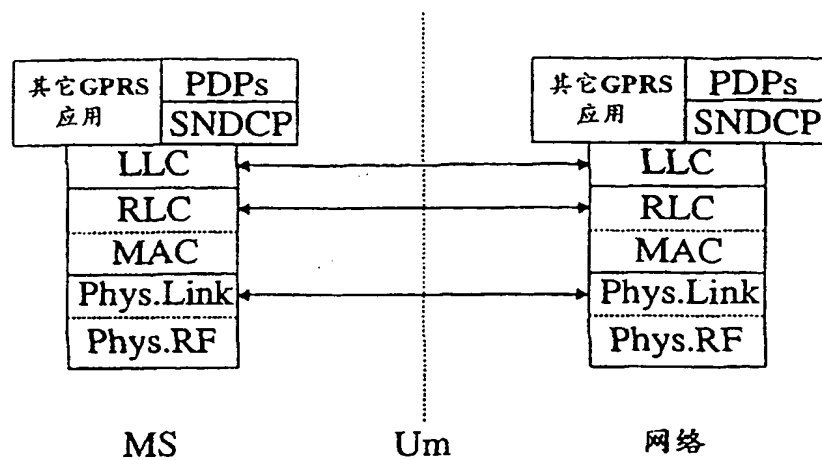 其它GPRS
应用
PDPs
SNDCP
LLC
RLC
MAC
Phys.Link
Phys.RF
MS
Um
其它GPRS
应用
PDPs
SNDCP
LLC
RLC
MAC
Phys.Link
Phys.RF
网络